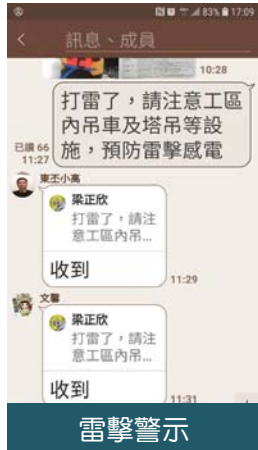 83% 17:09
訊息、成員
10:28
打雷了，請注意工區
內吊車及塔吊等設
施，預防雷擊感電
已讀 66
11:27
東丕小高
梁正欣
打雷了，請注
意工區內吊...
收到
11:29
文馨
梁正欣
打雷了，請注
意工區內吊...
收到
11:31
雷擊警示